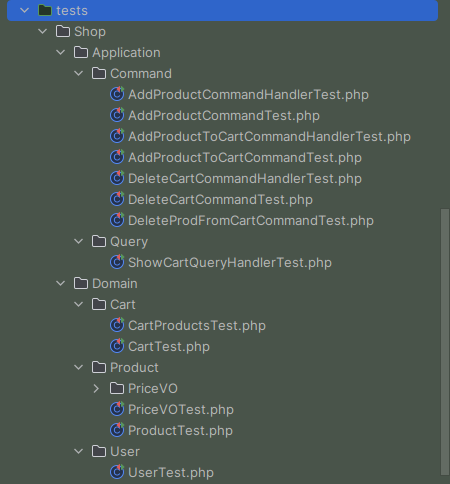 tests
Shop
Application
Command
AddProductCommandHandlerTest.php
AddProductCommandTest.php
AddProductToCartCommandHandlerTest.php
AddProductToCartCommandTest.php
DeleteCartCommandHandlerTest.php
DeleteCartCommandTest.php
DeleteProdFromCartCommandTest.php
Query
ShowCartQueryHandlerTest.php
Domain
Cart
CartProductsTest.php
CartTest.php
Product
PriceVO
PriceVOTest.php
ProductTest.php
User
UserTest.php